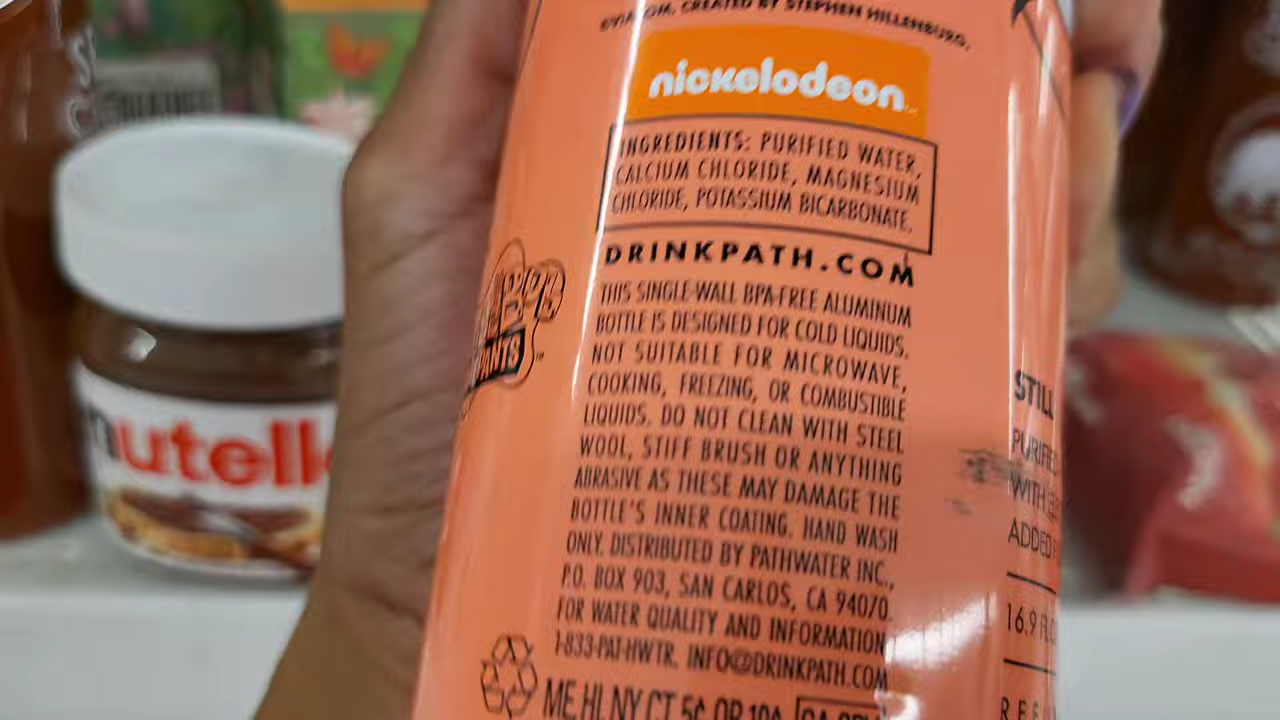 CREATED BY STEPHEN HILLENBURG.
nickelodeon
INGREDIENTS: PURIFIED WATER,
CALCIUM CHLORIDE, MAGNESIUM
CHLORIDE, POTASSIUM BICARBONATE.
DRINKPATH.COM
THIS SINGLE-WALL BPA-FREE ALUMINUM
BOTTLE IS DESIGNED FOR COLD LIQUIDS.
NOT SUITABLE FOR MICROWAVE,
COOKING, FREEZING, OR COMBUSTIBLE
LIQUIDS. DO NOT CLEAN WITH STEEL
WOOL, STIFF BRUSH OR ANYTHING
ABRASIVE AS THESE MAY DAMAGE THE
BOTTLE'S INNER COATING. HAND WASH
ONLY. DISTRIBUTED BY PATHWATER INC.,
P.O. BOX 903, SAN CARLOS, CA 94070.
FOR WATER QUALITY AND INFORMATION
1-833-PAT-HWTR. INFO@DRINKPATH.COM
ME HI NY CT 5¢ OR 10¢
STILL
PURIFIED
WITH
ADDED
16.9 FL
nutella